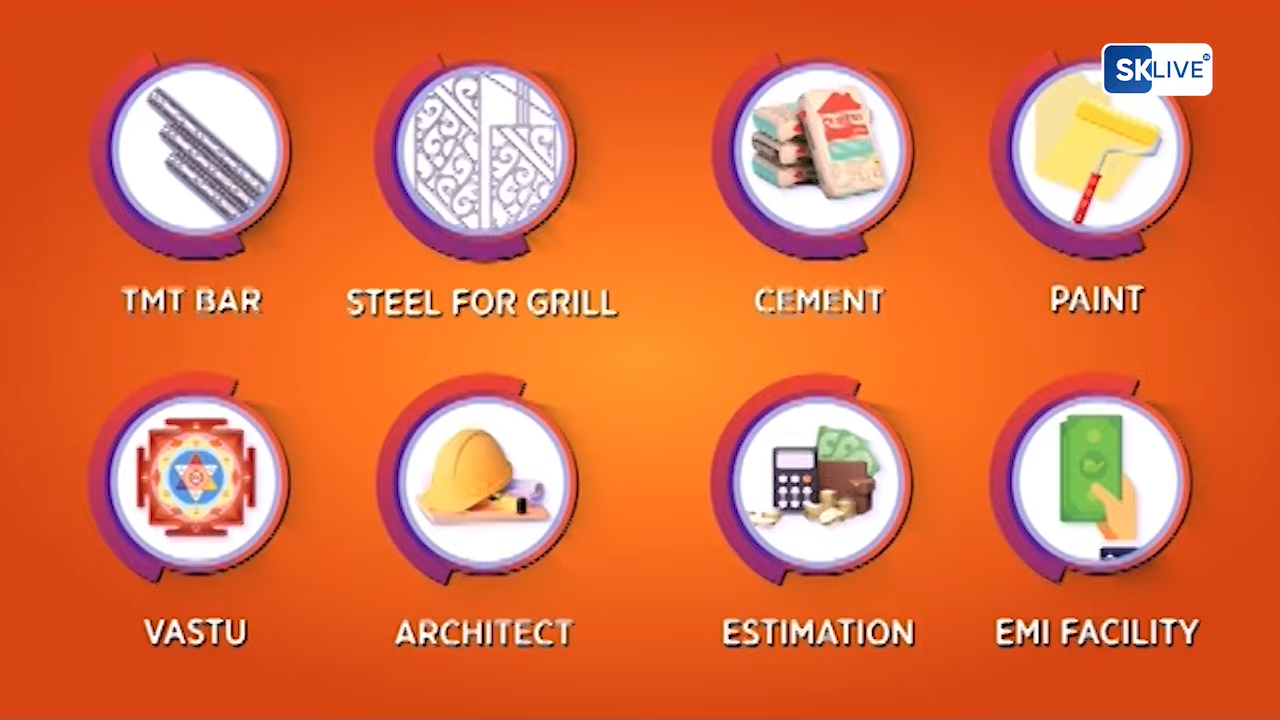 SKLIVE
TMT BAR
STEEL FOR GRILL
CEMENT
PAINT
VASTU
ARCHITECT
ESTIMATION
EMI FACILITY